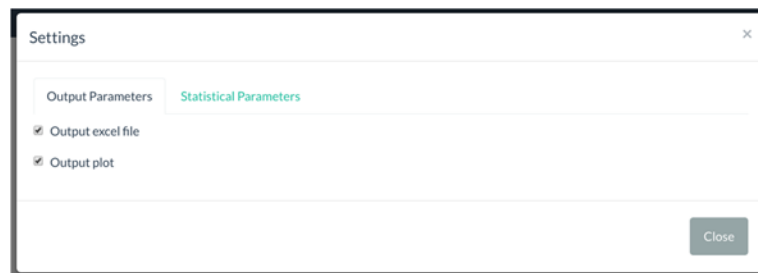 Settings
×
Output Parameters Statistical Parameters
Output excel file
Output plot
Close